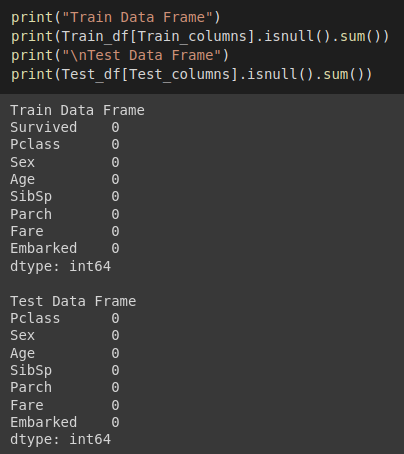 print("Train Data Frame")
print(Train_df[Train_columns].isnull().sum())
print("\nTest Data Frame")
print(Test_df[Test_columns].isnull().sum())
Train Data Frame
Survived    0
Pclass      0
Sex         0
Age         0
SibSp       0
Parch       0
Fare        0
Embarked    0
dtype: int64

Test Data Frame
Pclass      0
Sex         0
Age         0
SibSp       0
Parch       0
Fare        0
Embarked    0
dtype: int64